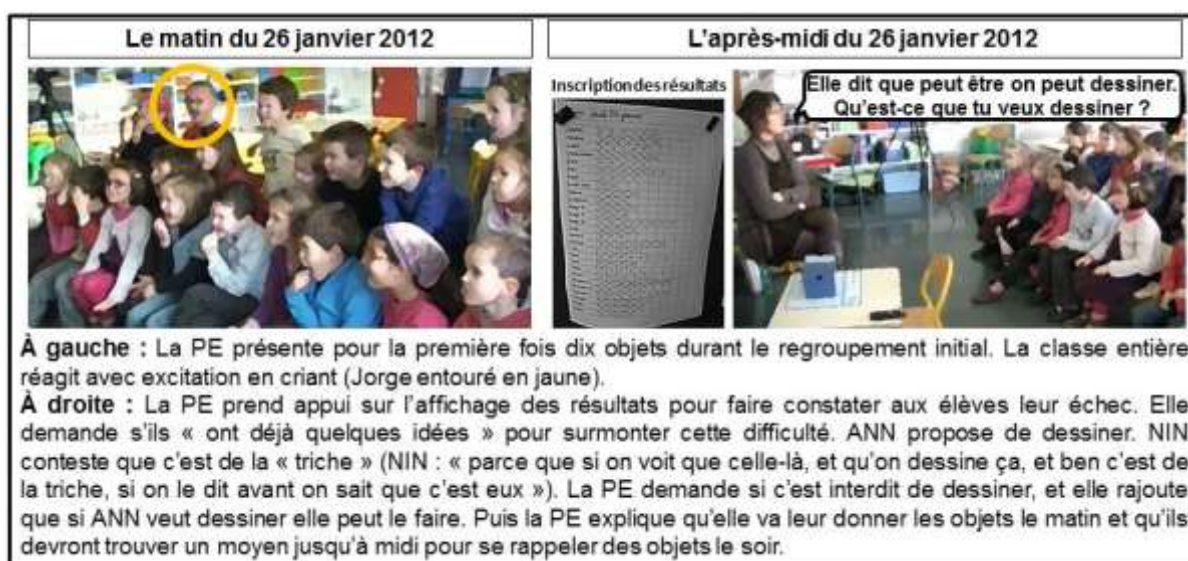 Le matin du 26 janvier 2012
L'après-midi du 26 janvier 2012
Inscription des résultats
Elle dit que peut être on peut dessiner.
Qu'est-ce que tu veux dessiner ?
À gauche : La PE présente pour la première fois dix objets durant le regroupement initial. La classe entière
réagit avec excitation en criant (Jorge entouré en jaune).
À droite : La PE prend appui sur l'affichage des résultats pour faire constater aux élèves leur échec. Elle
demande s'ils « ont déjà quelques idées » pour surmonter cette difficulté. ANN propose de dessiner. NIN
conteste que c'est de la « triche » (NIN : « parce que si on voit que celle-là, et qu'on dessine ça, et ben c'est de
la triche, si on le dit avant on sait que c'est eux »). La PE demande si c'est interdit de dessiner, et elle rajoute
que si ANN veut dessiner elle peut le faire. Puis la PE explique qu'elle va leur donner les objets le matin et qu'ils
devront trouver un moyen jusqu'à midi pour se rappeler des objets le soir.